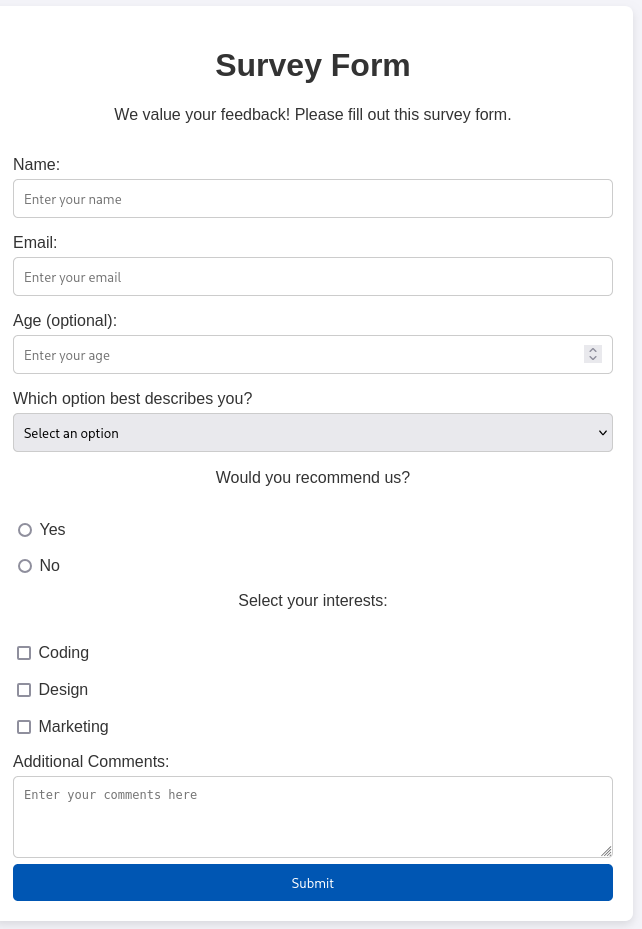 Survey Form
We value your feedback! Please fill out this survey form.
Name:
Enter your name
Email:
Enter your email
Age (optional):
Enter your age
Which option best describes you?
Select an option
Would you recommend us?
Yes
No
Select your interests:
Coding
Design
Marketing
Additional Comments:
Enter your comments here
Submit